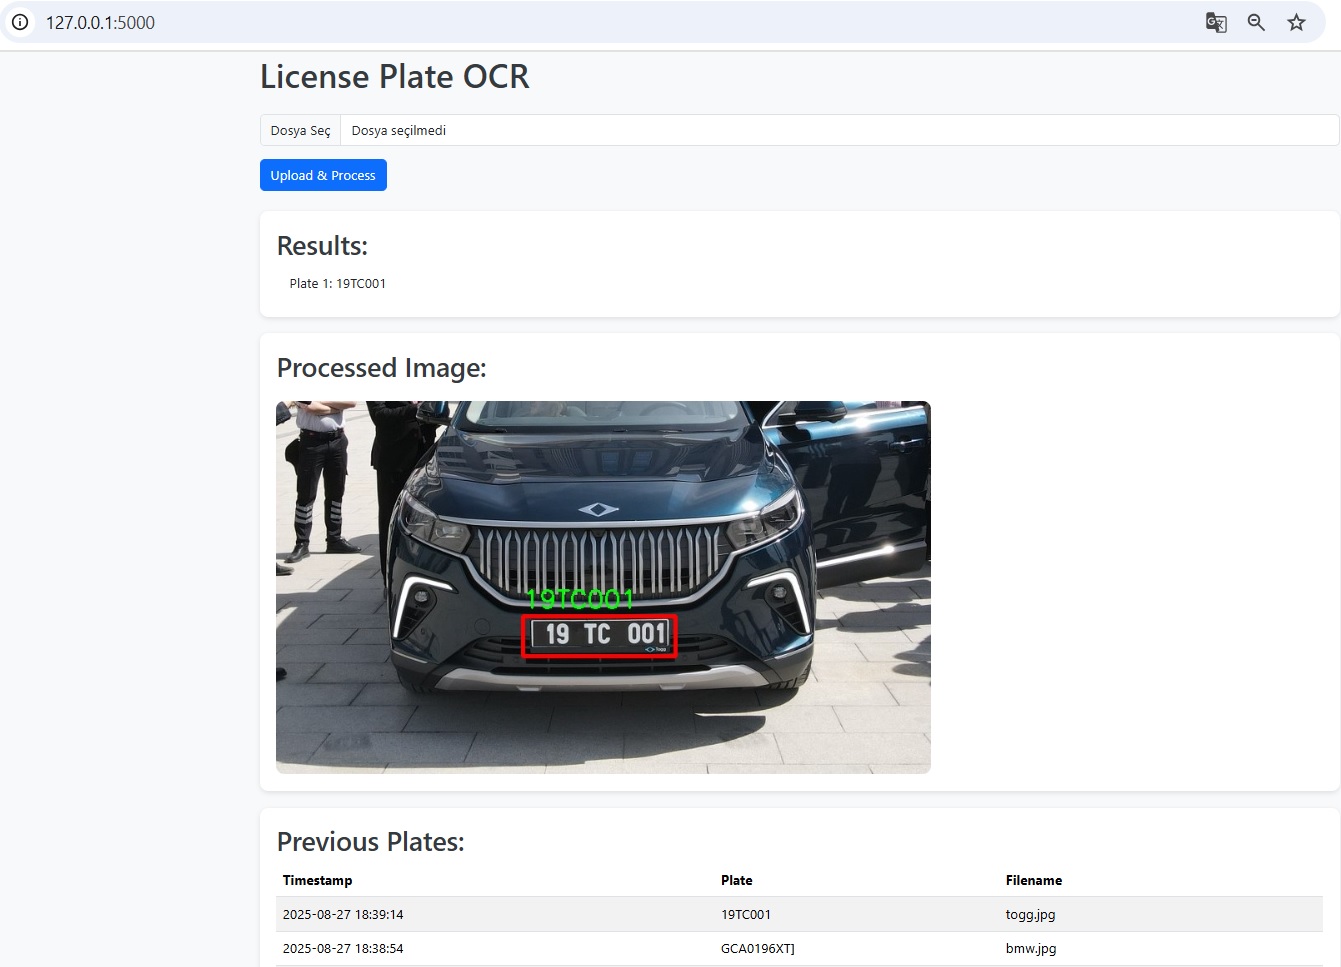 127.0.0.1:5000
License Plate OCR
Dosya Seç Dosya seçilmedi
Upload & Process
Results:
Plate 1: 19TC001
Processed Image:
19TC001
19 TC 001
Togg
Previous Plates:
Timestamp Plate Filename
2025-08-27 18:39:14 19TC001 togg.jpg
2025-08-27 18:38:54 GCA0196XT] bmw.jpg